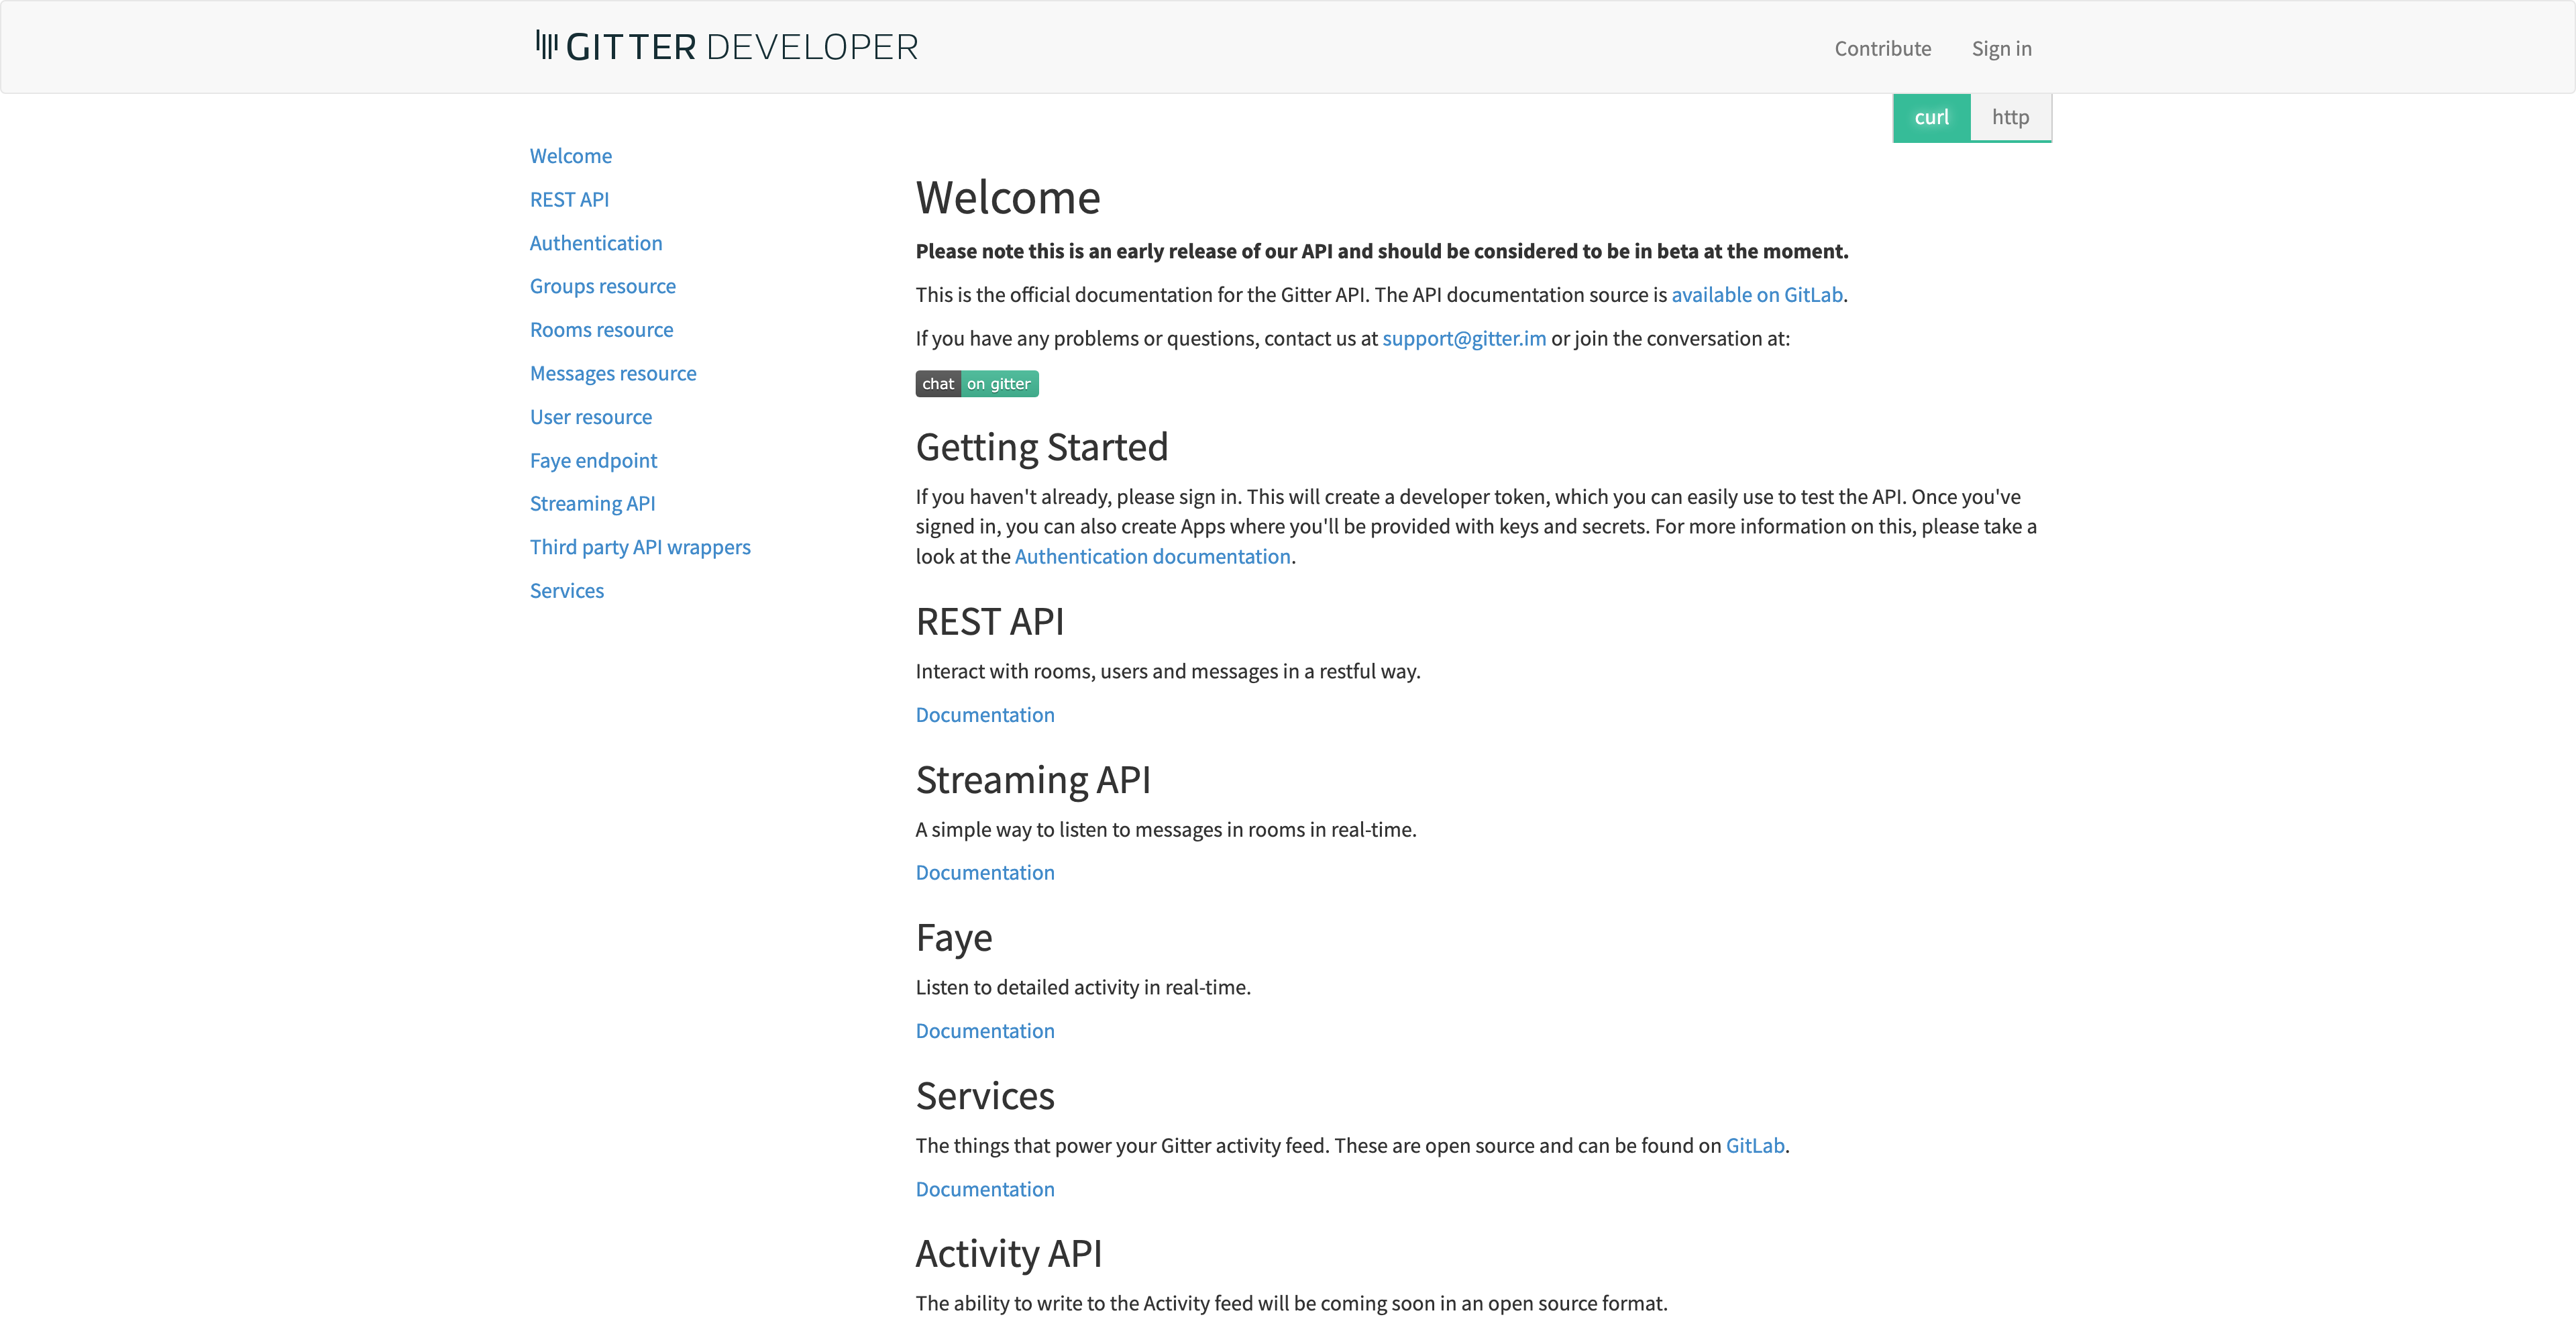 GITTER DEVELOPER
Contribute
Sign in
curl
http
Welcome
REST API
Authentication
Groups resource
Rooms resource
Messages resource
User resource
Faye endpoint
Streaming API
Third party API wrappers
Services
Welcome
Please note this is an early release of our API and should be considered to be in beta at the moment.
This is the official documentation for the Gitter API. The API documentation source is available on GitLab.
If you have any problems or questions, contact us at support@gitter.im or join the conversation at:
chat on gitter
Getting Started
If you haven't already, please sign in. This will create a developer token, which you can easily use to test the API. Once you've
signed in, you can also create Apps where you'll be provided with keys and secrets. For more information on this, please take a
look at the Authentication documentation.
REST API
Interact with rooms, users and messages in a restful way.
Documentation
Streaming API
A simple way to listen to messages in rooms in real-time.
Documentation
Faye
Listen to detailed activity in real-time.
Documentation
Services
The things that power your Gitter activity feed. These are open source and can be found on GitLab.
Documentation
Activity API
The ability to write to the Activity feed will be coming soon in an open source format.